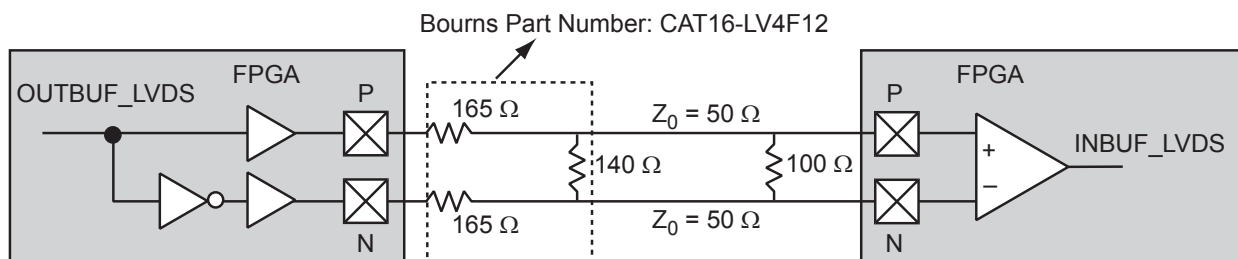 Bourns Part Number: CAT16-LV4F12
FPGA
FPGA
OUTBUF_LVDS
P
165 Ω
Z0 = 50 Ω
P
140 Ω
100 Ω
+
–
INBUF_LVDS
N
165 Ω
Z0 = 50 Ω
N